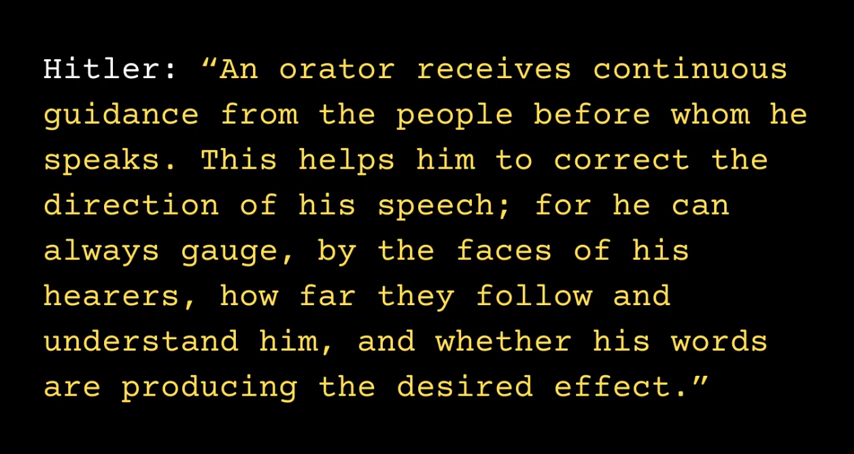 Hitler: “An orator receives continuous
guidance from the people before whom he
speaks. This helps him to correct the
direction of his speech; for he can
always gauge, by the faces of his
hearers, how far they follow and
understand him, and whether his words
are producing the desired effect.”